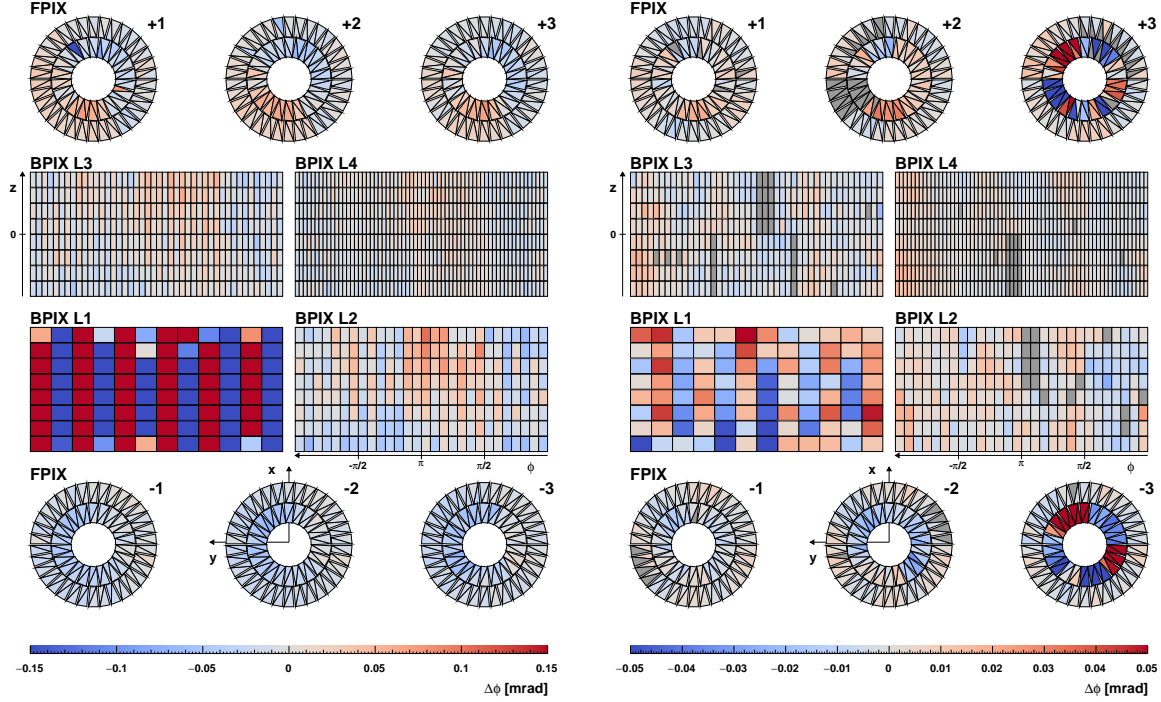 FPIX
+1
+2
+3
BPIX L3
BPIX L4
z
0
BPIX L1
BPIX L2
-π/2
π
π/2
ϕ
FPIX
x
-1
-2
-3
y
−0.15
−0.1
−0.05
0
0.05
0.1
0.15
Δϕ [mrad]
FPIX
+1
+2
+3
BPIX L3
BPIX L4
z
0
BPIX L1
BPIX L2
-π/2
π
π/2
ϕ
FPIX
x
-1
-2
-3
y
−0.05
−0.04
−0.03
−0.02
−0.01
0
0.01
0.02
0.03
0.04
0.05
Δϕ [mrad]